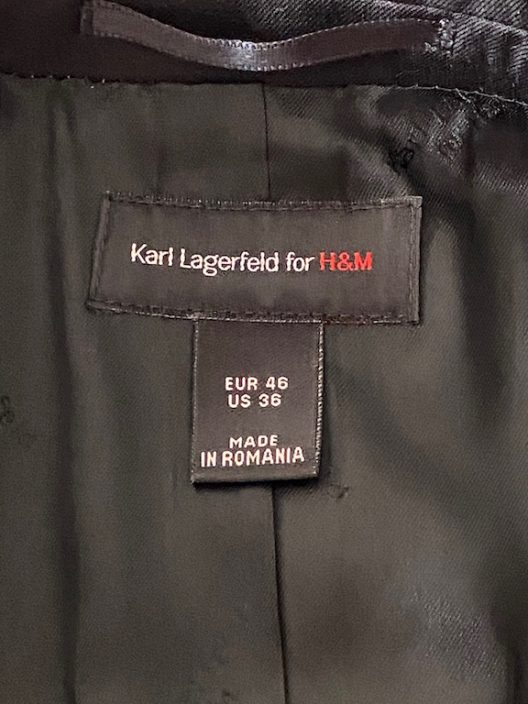 Karl Lagerfeld for H&M
EUR 46
US 36
MADE
IN ROMANIA